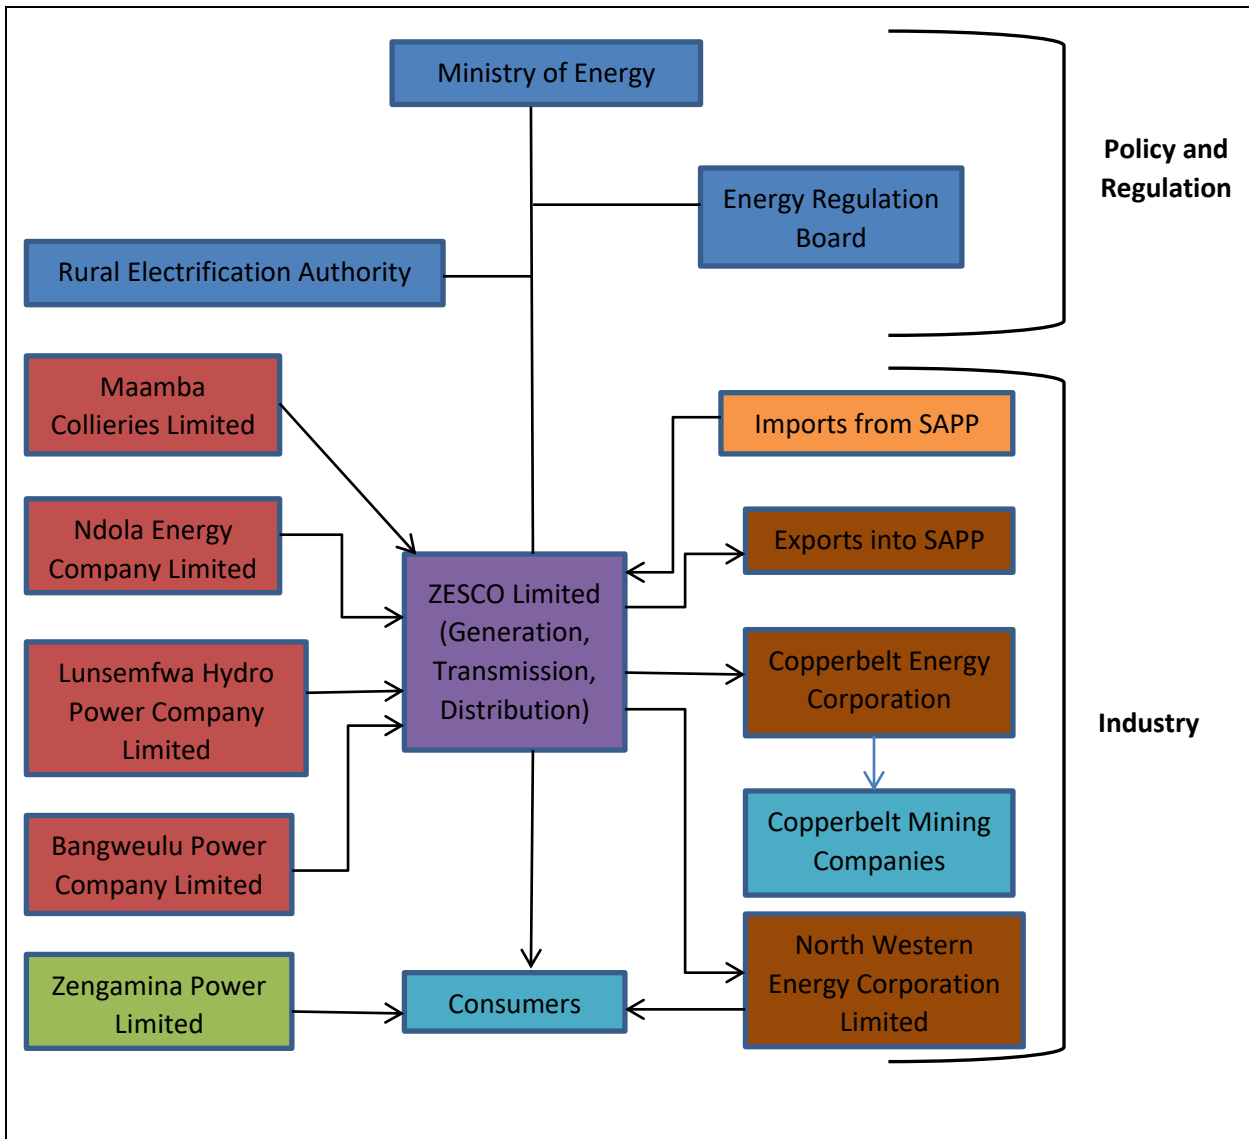 Ministry of Energy
Policy and
Regulation
Energy Regulation
Board
Rural Electrification Authority
Maamba
Collieries Limited
Imports from SAPP
Ndola Energy
Company Limited
Exports into SAPP
ZESCO Limited
(Generation,
Transmission,
Distribution)
Lunsemfwa Hydro
Power Company
Limited
Copperbelt Energy
Corporation
Industry
Bangweulu Power
Company Limited
Copperbelt Mining
Companies
Zengamina Power
Limited
Consumers
North Western
Energy Corporation
Limited